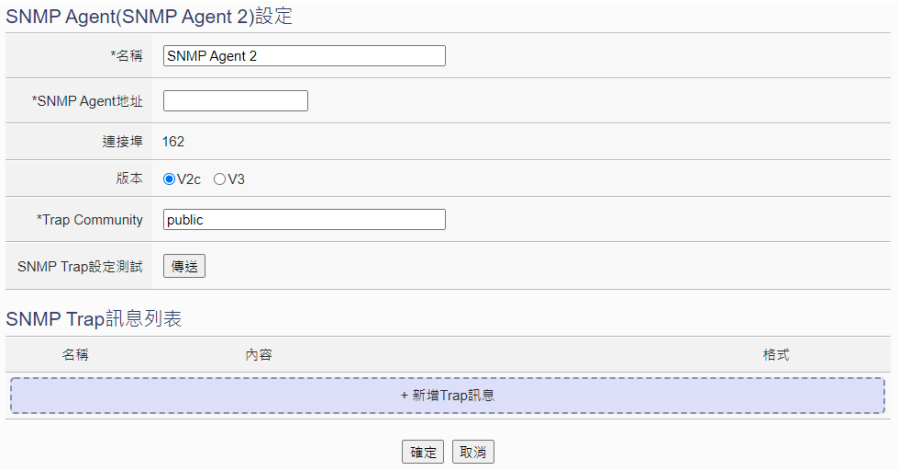 SNMP Agent(SNMP Agent 2)設定
*名稱 SNMP Agent 2
*SNMP Agent地址
連接埠 162
版本 V2c V3
*Trap Community public
SNMP Trap設定測試 傳送
SNMP Trap訊息列表
名稱 內容 格式
+ 新增Trap訊息
確定 取消